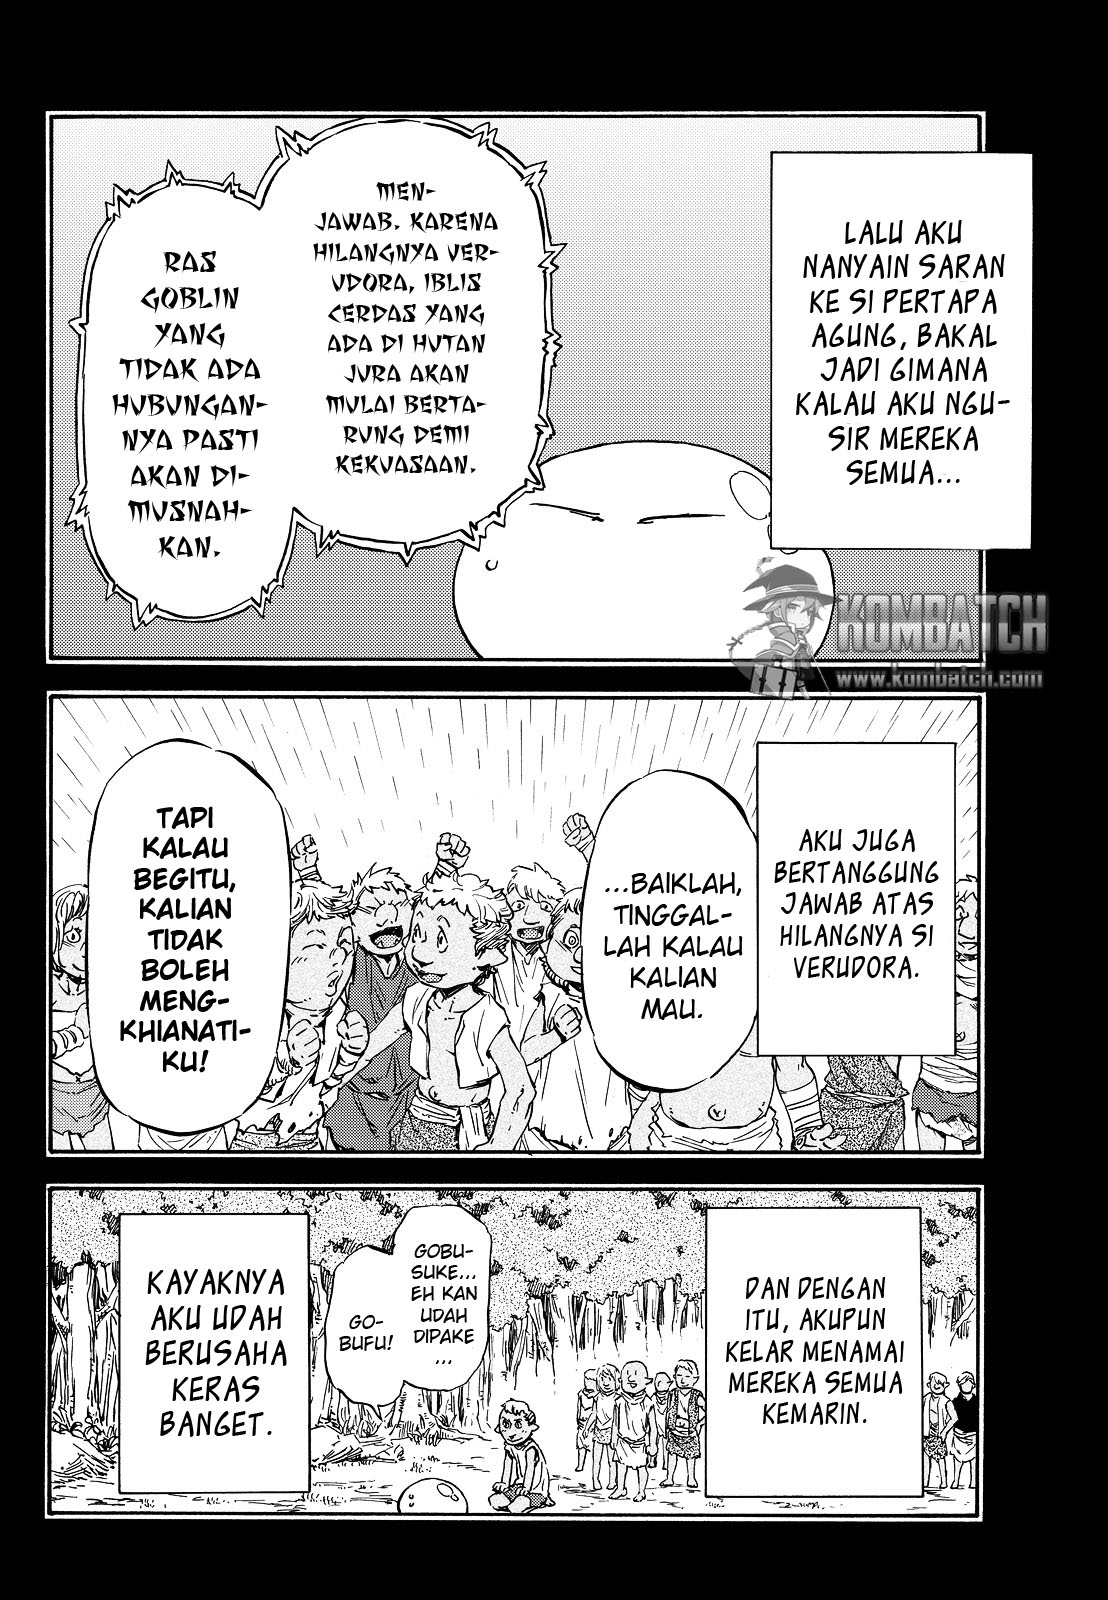 LALU AKU
NANYAIN SARAN
KE SI PERTAPA
AGUNG, BAKAL
JADI GIMANA
KALAU AKU NGU-
SIR MEREKA
SEMUA...
MEN-
JAWAB. KARENA
HILANGNYA VER-
UDORA, IBLIS
CERDAS YANG
ADA DI HUTAN
JURA AKAN
MULAI BERTA-
RUNG DEMI
KEKUASAAN.
RAS
GOBLIN
YANG
TIDAK ADA
HUBUNGAN-
NYA PASTI
AKAN DI-
MUSNAH-
KAN.
KOMBATCH
www.kombatch.com
AKU JUGA
BERTANGGUNG
JAWAB ATAS
HILANGNYA SI
VERUDORA.
...BAIKLAH,
TINGGAL-
LAH KALAU
KALIAN
MAU.
TAPI
KALAU
BEGITU,
KALIAN
TIDAK
BOLEH
MENG-
KHIANATI-
KU!
DAN DENGAN
ITU, AKUPUN
KELAR MENAMAI
MEREKA SEMUA
KEMARIN.
GOBU-
SUKE...
EH KAN
UDAH
DIPAKE
...
GO-
BUFU!
KAYAKNYA
AKU UDAH
BERUSAHA
KERAS
BANGET.